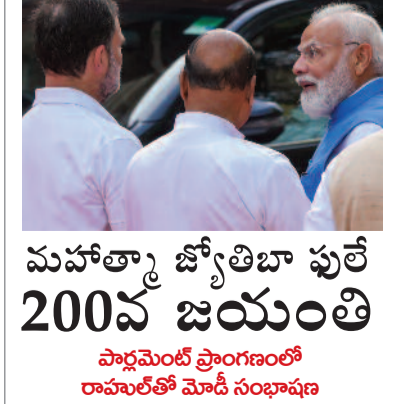 మహాత్మా జ్యోతిబా ఫులే
200వ జయంతి
పార్లమెంట్ ప్రాంగణంలో
రాహుల్‌తో మోడీ సంభాషణ